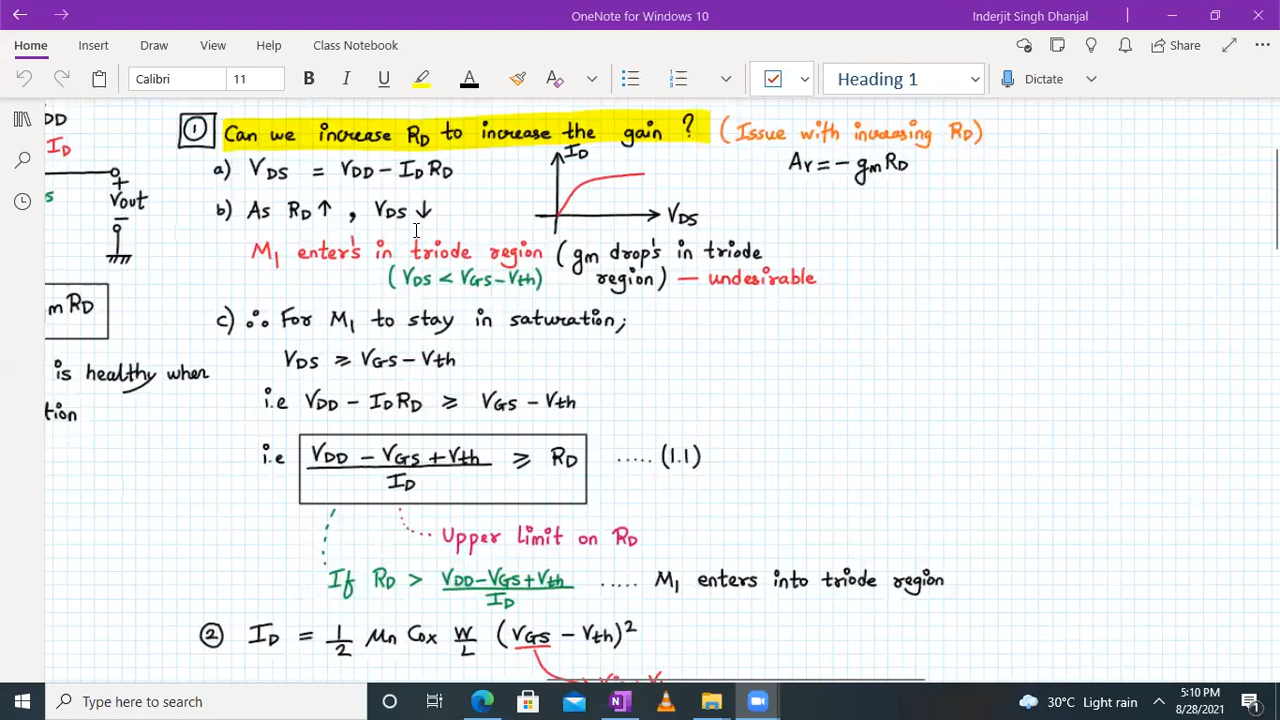 OneNote for Windows 10
Inderjit Singh Dhanjal
Home Insert Draw View Help Class Notebook
Share
Calibri 11 B I U A Heading 1 Dictate
DD
ID
+
Vout
−
m RD
is healthy when
tion
① Can we increase RD to increase the gain ? (Issue with increasing RD)
a) VDS = VDD − ID RD
ID
VDS
Av = − gm RD
b) As RD ↑ , VDS ↓
M1 enter's in triode region (gm drop's in triode
(VDS < VGS − Vth) region) — undesirable
c) ∴ For M1 to stay in saturation;
VDS ≥ VGS − Vth
i.e VDD − ID RD ≥ VGS − Vth
i.e VDD − VGS + Vth ≥ RD ..... (1.1)
ID
Upper limit on RD
If RD > VDD − VGS + Vth ..... M1 enters into triode region
ID
② ID = 1/2 μn Cox W/L (VGS − Vth)²
Type here to search
30°C Light rain
5:10 PM
8/28/2021
1